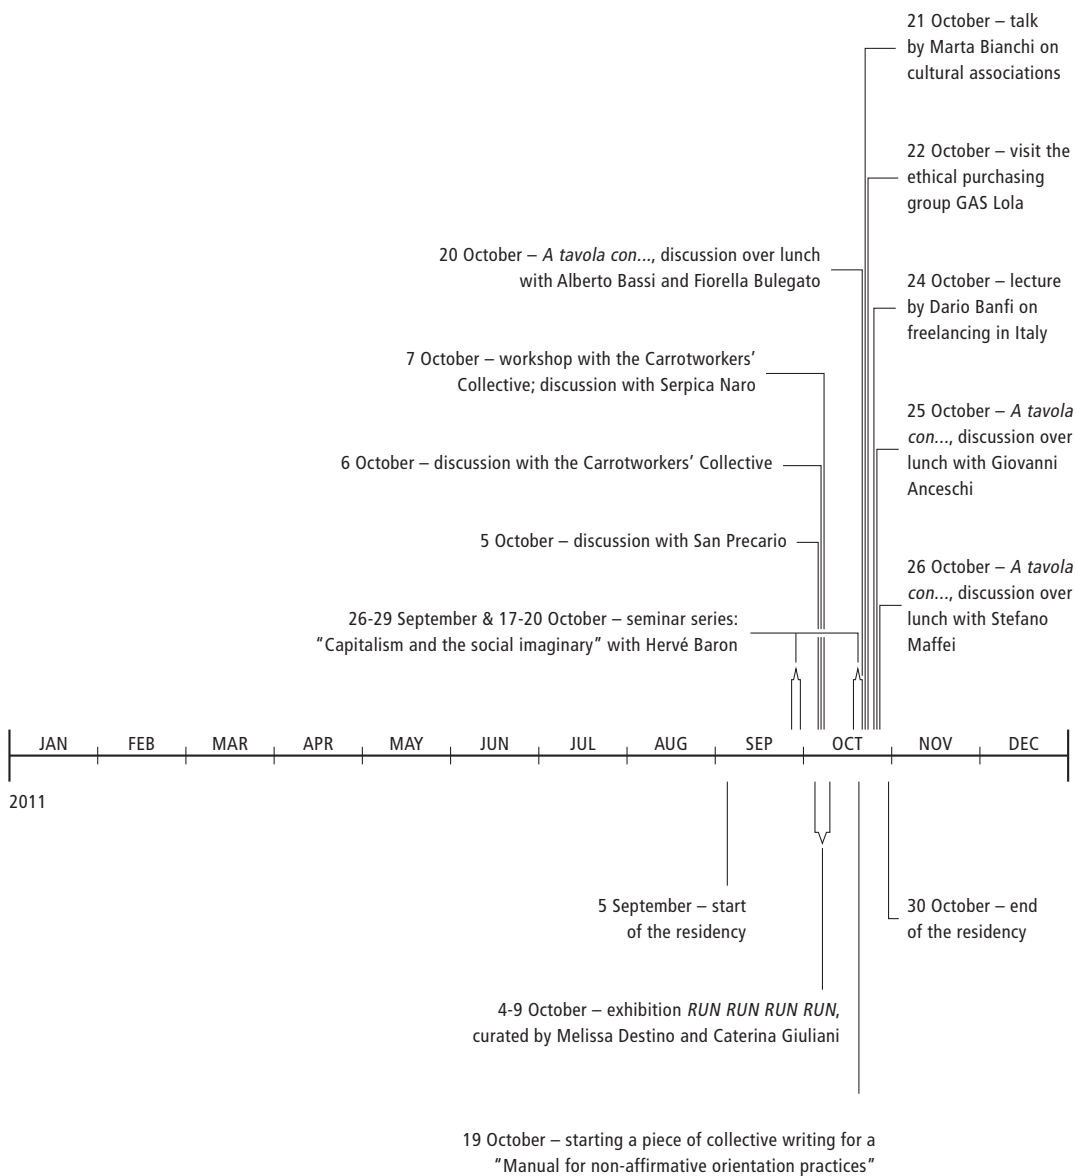 21 October – talk
by Marta Bianchi on
cultural associations
22 October – visit the
ethical purchasing
group GAS Lola
20 October – A tavola con..., discussion over lunch
with Alberto Bassi and Fiorella Bulegato
24 October – lecture
by Dario Banfi on
freelancing in Italy
7 October – workshop with the Carrotworkers'
Collective; discussion with Serpica Naro
25 October – A tavola
con..., discussion over
lunch with Giovanni
Anceschi
6 October – discussion with the Carrotworkers' Collective
5 October – discussion with San Precario
26 October – A tavola
con..., discussion over
lunch with Stefano
Maffei
26-29 September & 17-20 October – seminar series:
"Capitalism and the social imaginary" with Hervé Baron
JAN FEB MAR APR MAY JUN JUL AUG SEP OCT NOV DEC
2011
5 September – start
of the residency
30 October – end
of the residency
4-9 October – exhibition RUN RUN RUN RUN,
curated by Melissa Destino and Caterina Giuliani
19 October – starting a piece of collective writing for a
"Manual for non-affirmative orientation practices"